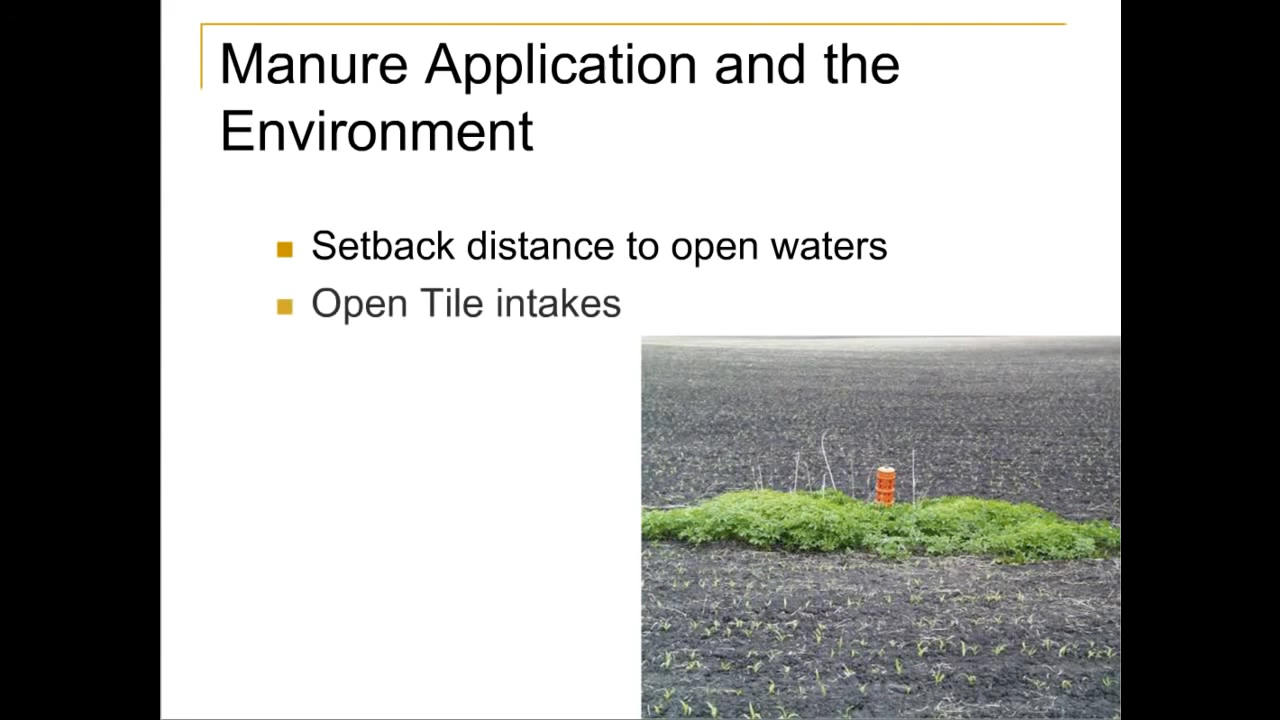 Manure Application and the
Environment
Setback distance to open waters
Open Tile intakes